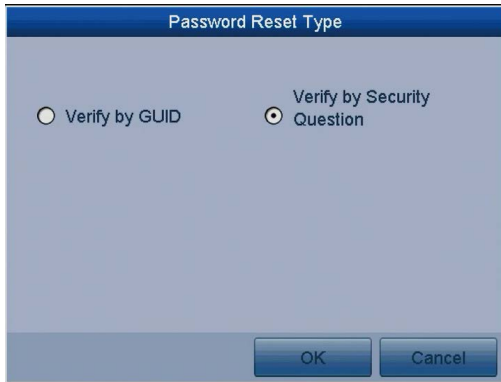 Password Reset Type
Verify by GUID
Verify by Security
Question
OK
Cancel